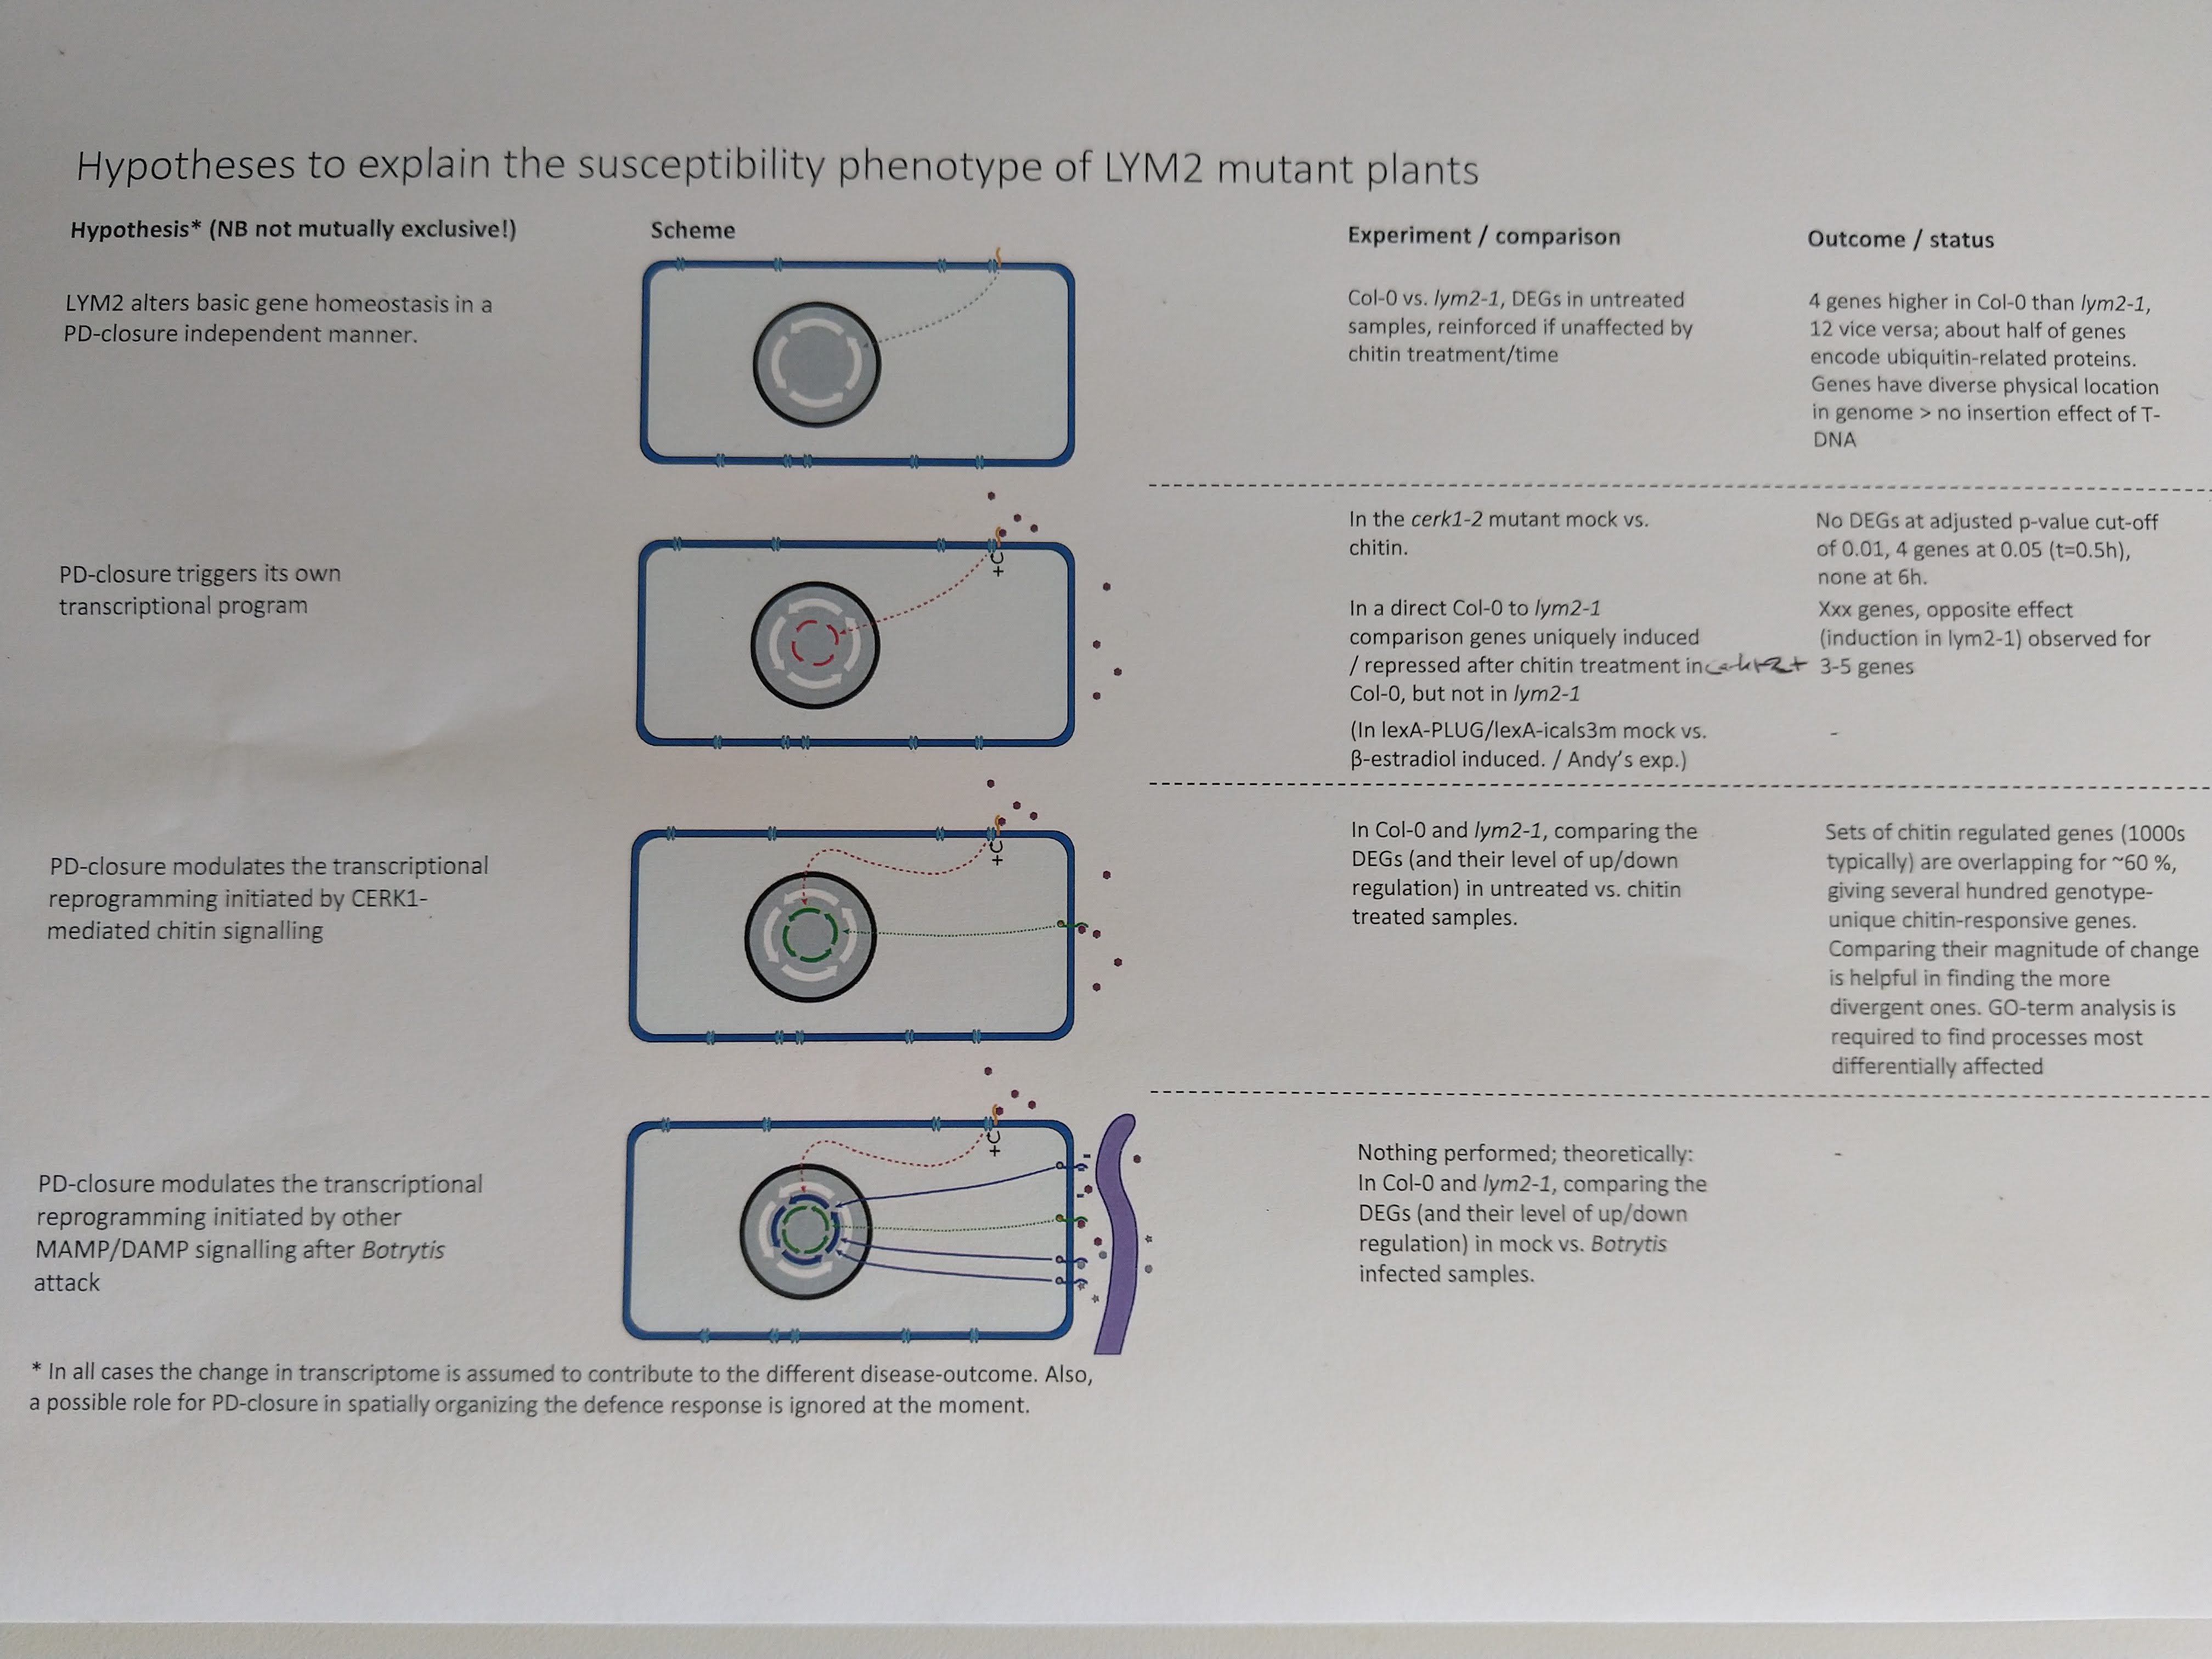 Hypotheses to explain the susceptibility phenotype of LYM2 mutant plants
Hypothesis* (NB not mutually exclusive!)
Scheme
Experiment / comparison
Outcome / status
LYM2 alters basic gene homeostasis in a
PD-closure independent manner.
Col-0 vs. lym2-1, DEGs in untreated
samples, reinforced if unaffected by
chitin treatment/time
4 genes higher in Col-0 than lym2-1,
12 vice versa; about half of genes
encode ubiquitin-related proteins.
Genes have diverse physical location
in genome > no insertion effect of T-
DNA
PD-closure triggers its own
transcriptional program
+C
In the cerk1-2 mutant mock vs.
chitin.
No DEGs at adjusted p-value cut-off
of 0.01, 4 genes at 0.05 (t=0.5h),
none at 6h.
In a direct Col-0 to lym2-1
comparison genes uniquely induced
/ repressed after chitin treatment in
Col-0, but not in lym2-1
Xxx genes, opposite effect
(induction in lym2-1) observed for
3-5 genes
(In lexA-PLUG/lexA-icals3m mock vs.
β-estradiol induced. / Andy's exp.)
-
PD-closure modulates the transcriptional
reprogramming initiated by CERK1-
mediated chitin signalling
+C
In Col-0 and lym2-1, comparing the
DEGs (and their level of up/down
regulation) in untreated vs. chitin
treated samples.
Sets of chitin regulated genes (1000s
typically) are overlapping for ~60 %,
giving several hundred genotype-
unique chitin-responsive genes.
Comparing their magnitude of change
is helpful in finding the more
divergent ones. GO-term analysis is
required to find processes most
differentially affected
PD-closure modulates the transcriptional
reprogramming initiated by other
MAMP/DAMP signalling after Botrytis
attack
+C
Nothing performed; theoretically:
In Col-0 and lym2-1, comparing the
DEGs (and their level of up/down
regulation) in mock vs. Botrytis
infected samples.
-
* In all cases the change in transcriptome is assumed to contribute to the different disease-outcome. Also,
a possible role for PD-closure in spatially organizing the defence response is ignored at the moment.